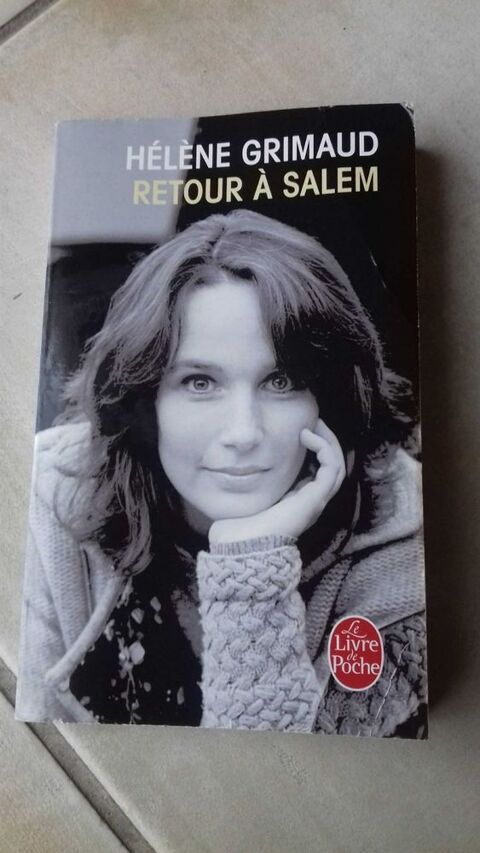 HÉLÈNE GRIMAUD
RETOUR À SALEM
Le
LIVRE
de
POCHE